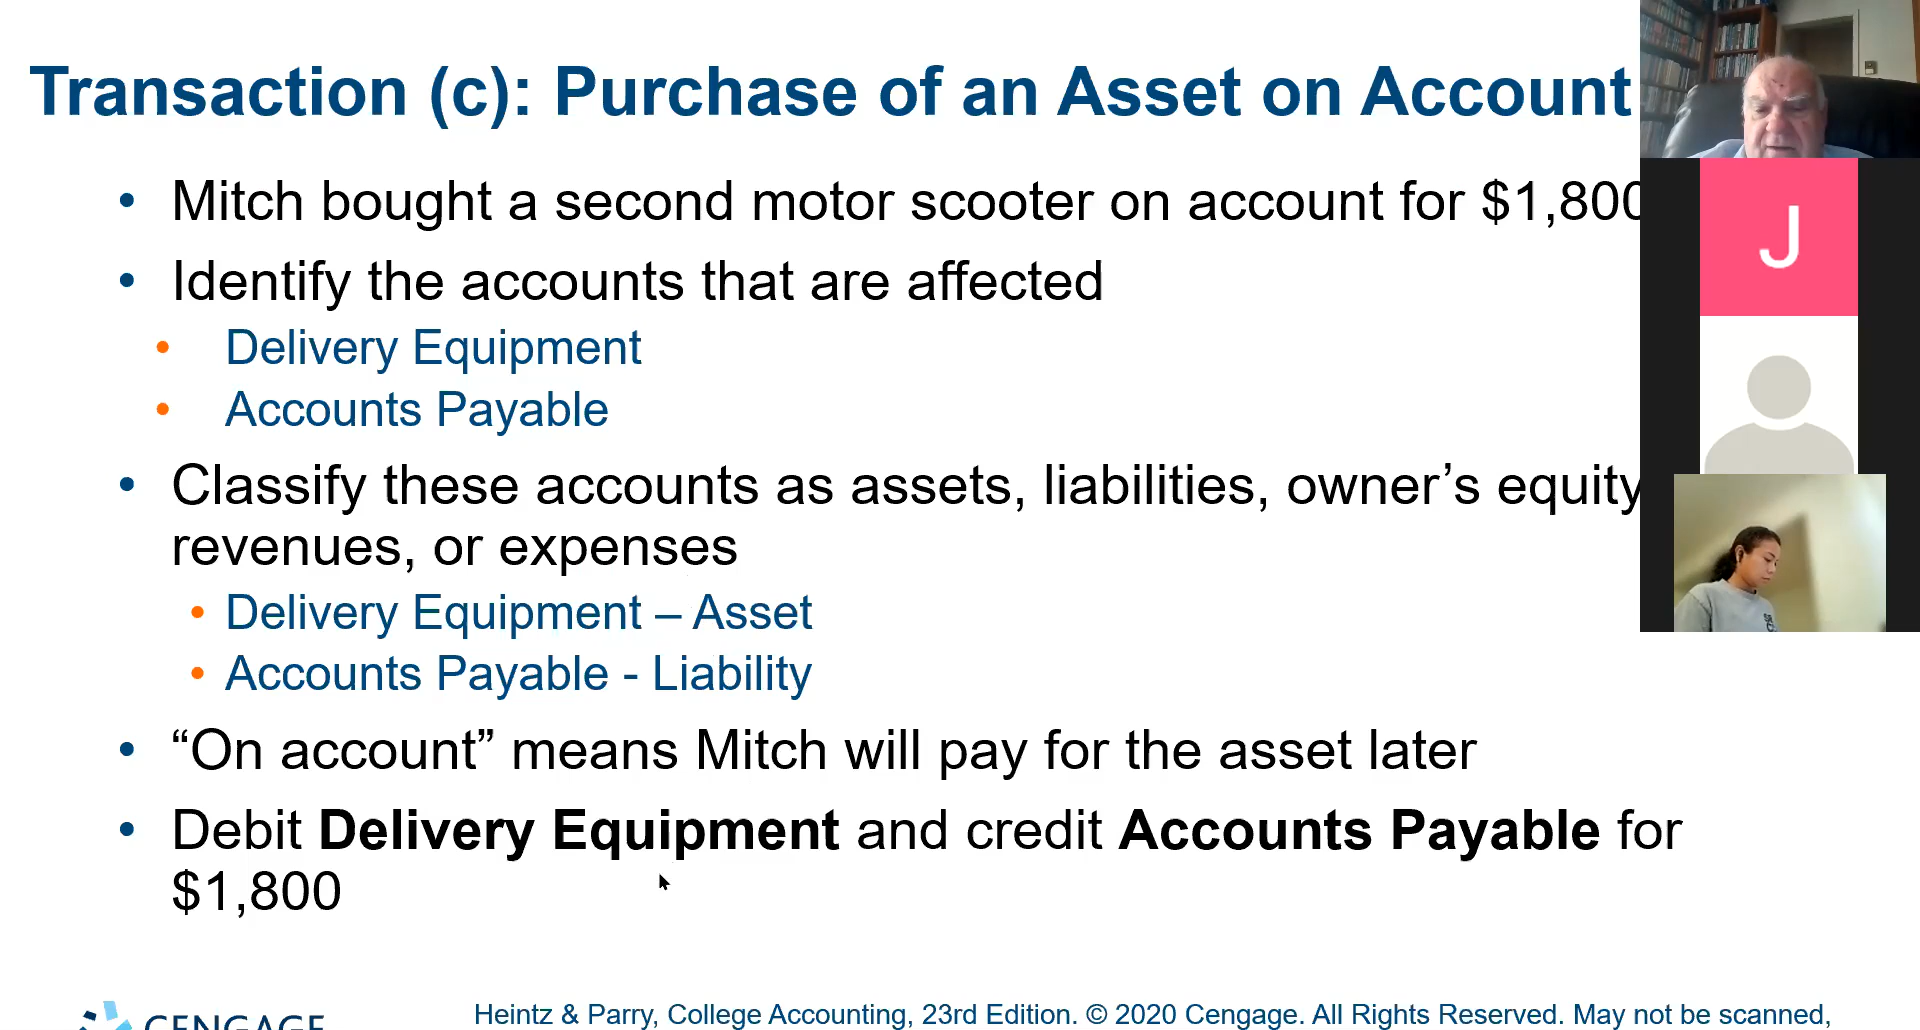 Transaction (c): Purchase of an Asset on Account
• Mitch bought a second motor scooter on account for $1,800
• Identify the accounts that are affected
• Delivery Equipment
• Accounts Payable
• Classify these accounts as assets, liabilities, owner’s equity
revenues, or expenses
• Delivery Equipment – Asset
• Accounts Payable - Liability
• “On account” means Mitch will pay for the asset later
• Debit Delivery Equipment and credit Accounts Payable for
$1,800
J
CENGAGE
Heintz & Parry, College Accounting, 23rd Edition. © 2020 Cengage. All Rights Reserved. May not be scanned,